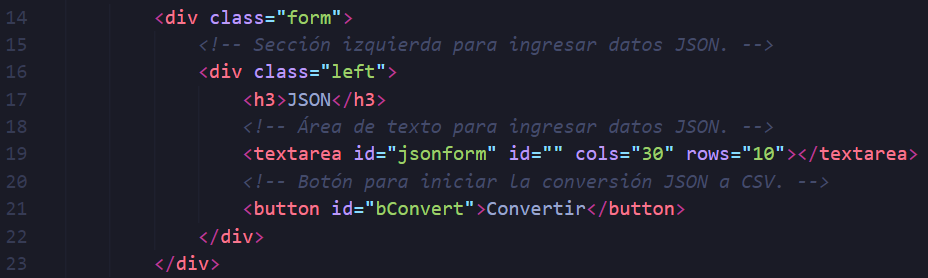 14 <div class="form">
15 <!-- Sección izquierda para ingresar datos JSON. -->
16 <div class="left">
17 <h3>JSON</h3>
18 <!-- Área de texto para ingresar datos JSON. -->
19 <textarea id="jsonform" id="" cols="30" rows="10"></textarea>
20 <!-- Botón para iniciar la conversión JSON a CSV. -->
21 <button id="bConvert">Convertir</button>
22 </div>
23 </div>